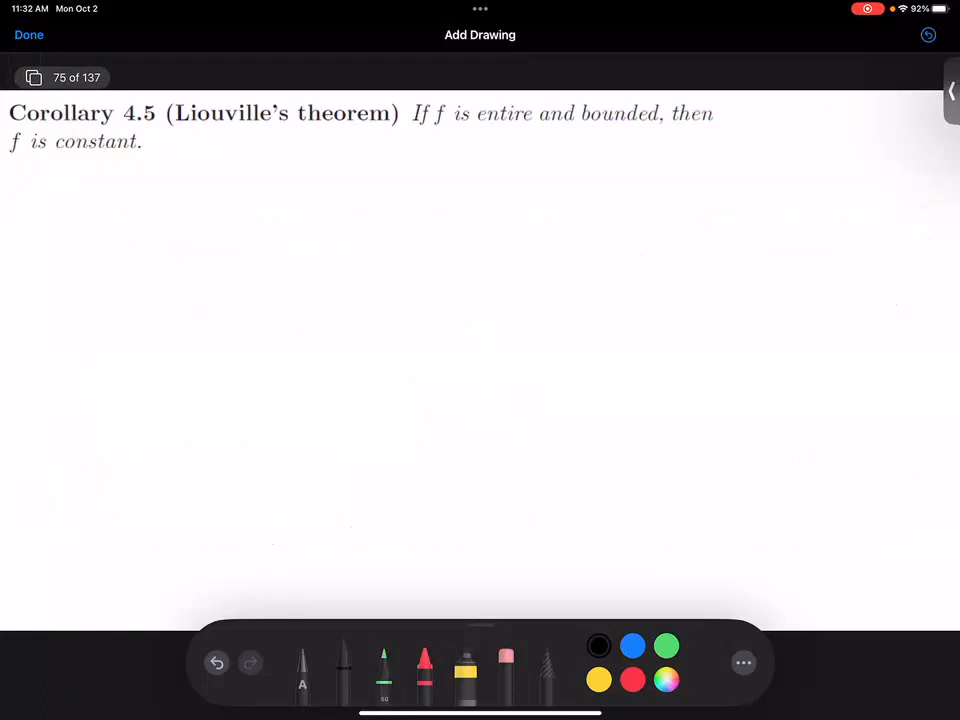 11:32 AM Mon Oct 2
92%
Done
Add Drawing
75 of 137
Corollary 4.5 (Liouville's theorem) If f is entire and bounded, then
f is constant.
A
50